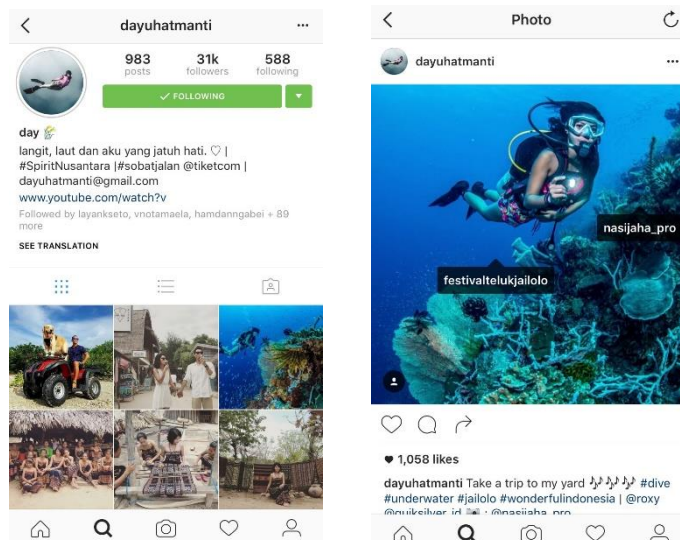 dayuhatmanti
983 31k 588
posts followers following
FOLLOWING
day
langit, laut dan aku yang jatuh hati. ♡ |
#SpiritNusantara |#sobatjalan @tiketcom |
dayuhatmanti@gmail.com
www.youtube.com/watch?v
Followed by layankseto, vnotamaela, hamdanngabei + 89
more
SEE TRANSLATION
Photo
dayuhatmanti
nasijaha_pro
festivaltelukjailolo
1,058 likes
dayuhatmanti Take a trip to my yard 🎶🎶🎶 #dive
#underwater #jailolo #wonderfulindonesia | @roxy
@quiksilver_id 📷 : @nasijaha_pro